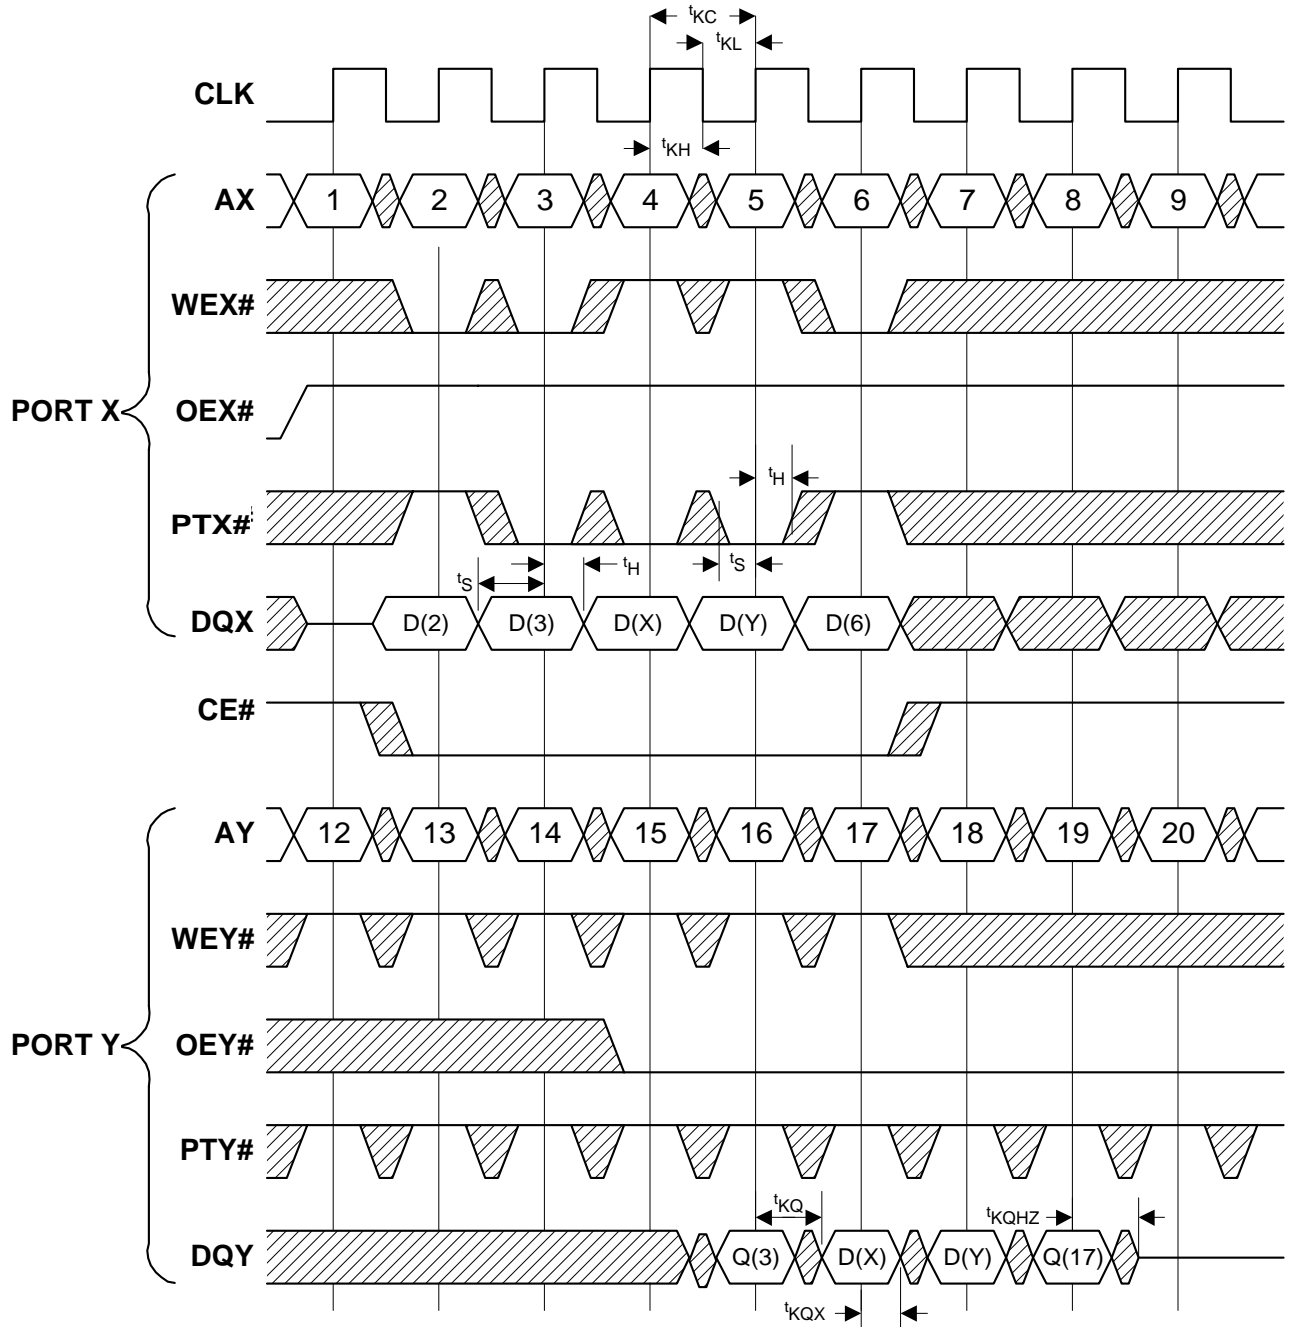 tKC
tKL
CLK
tKH
AX 1 2 3 4 5 6 7 8 9
WEX#
PORT X OEX#
tH
PTX#
tS tH tS
DQX D(2) D(3) D(X) D(Y) D(6)
CE#
AY 12 13 14 15 16 17 18 19 20
WEY#
PORT Y OEY#
PTY#
tKQ tKQHZ
DQY Q(3) D(X) D(Y) Q(17)
tKQX